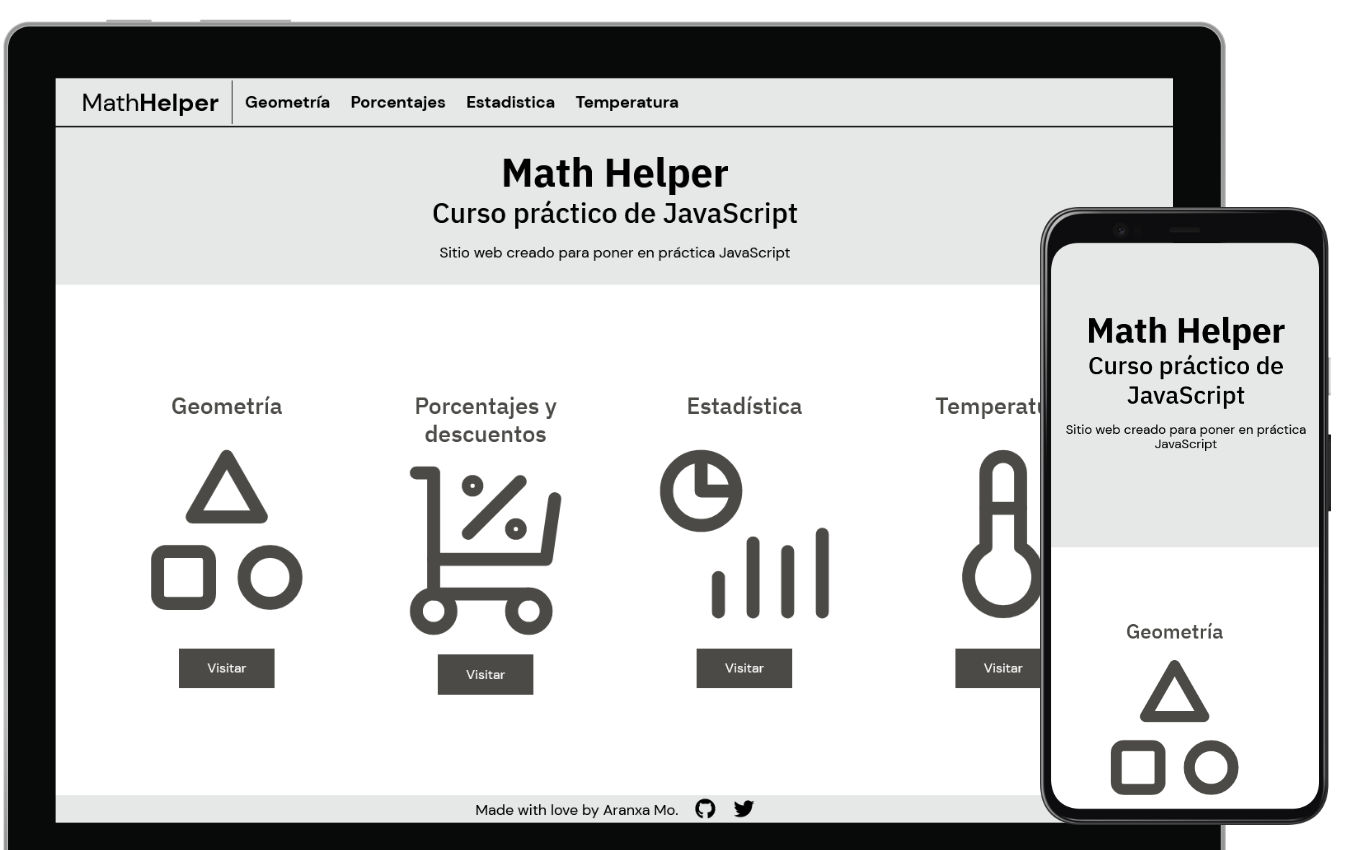 MathHelper Geometría Porcentajes Estadistica Temperatura
Math Helper
Curso práctico de JavaScript
Sitio web creado para poner en práctica JavaScript
Geometría
Porcentajes y
descuentos
Estadística
Visitar
Visitar
Visitar
Visitar
Made with love by Aranxa Mo.
Math Helper
Curso práctico de
JavaScript
Sitio web creado para poner en práctica
JavaScript
Geometría